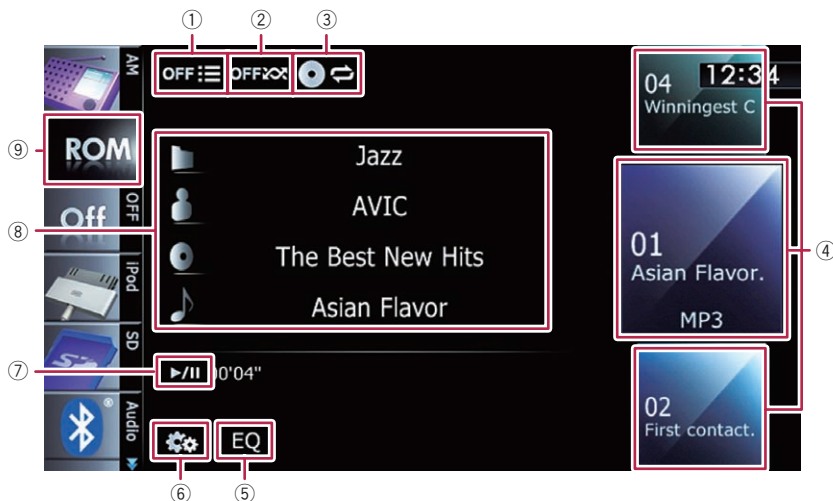 ① ② ③
AM
OFF OFF
04 12:34
Winningest C
⑨ ROM
Jazz
OFF
Off
AVIC
⑧
④
01
iPod
The Best New Hits
Asian Flavor.
Asian Flavor
MP3
SD
⑦ ►/II 00'04"
Audio
02
First contact.
EQ
⑥ ⑤